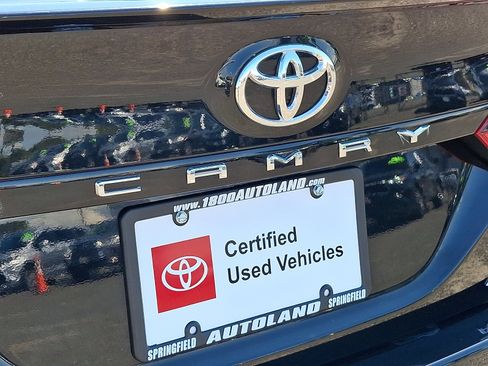 CAMRY
www.1800AUTOLAND.com
Certified
Used Vehicles
SPRINGFIELD AUTOLAND SPRINGFIELD